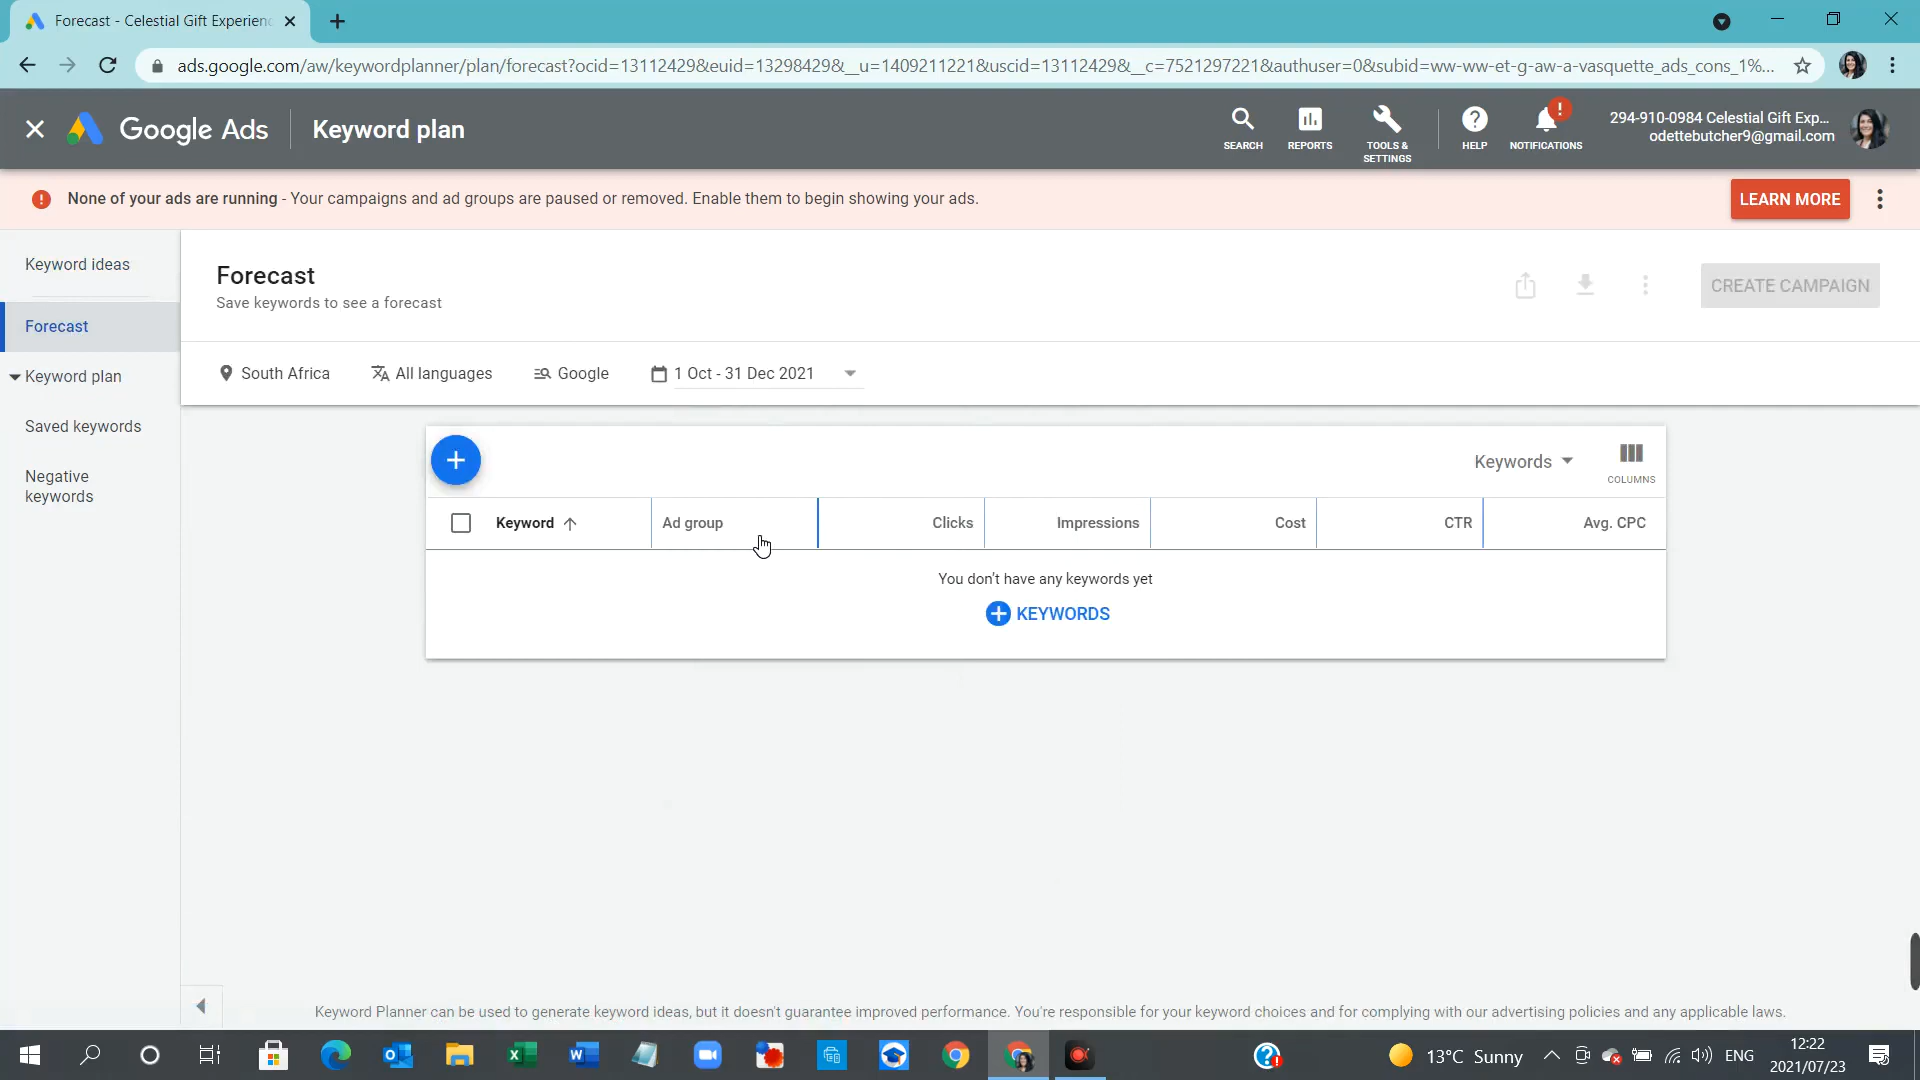 Forecast - Celestial Gift Experienc
ads.google.com/aw/keywordplanner/plan/forecast?ocid=13112429&euid=13298429&__u=1409211221&uscid=13112429&__c=7521297221&authuser=0&subid=ww-ww-et-g-aw-a-vasquette_ads_cons_1%...
Google Ads
Keyword plan
SEARCH
REPORTS
TOOLS &
SETTINGS
HELP
NOTIFICATIONS
294-910-0984 Celestial Gift Exp...
odettebutcher9@gmail.com
None of your ads are running - Your campaigns and ad groups are paused or removed. Enable them to begin showing your ads.
LEARN MORE
Keyword ideas
Forecast
Keyword plan
Saved keywords
Negative
keywords
Forecast
Save keywords to see a forecast
CREATE CAMPAIGN
South Africa
All languages
Google
1 Oct - 31 Dec 2021
Keywords
COLUMNS
Keyword
Ad group
Clicks
Impressions
Cost
CTR
Avg. CPC
You don't have any keywords yet
KEYWORDS
Keyword Planner can be used to generate keyword ideas, but it doesn't guarantee improved performance. You're responsible for your keyword choices and for complying with our advertising policies and any applicable laws.
13°C Sunny
ENG
12:22
2021/07/23